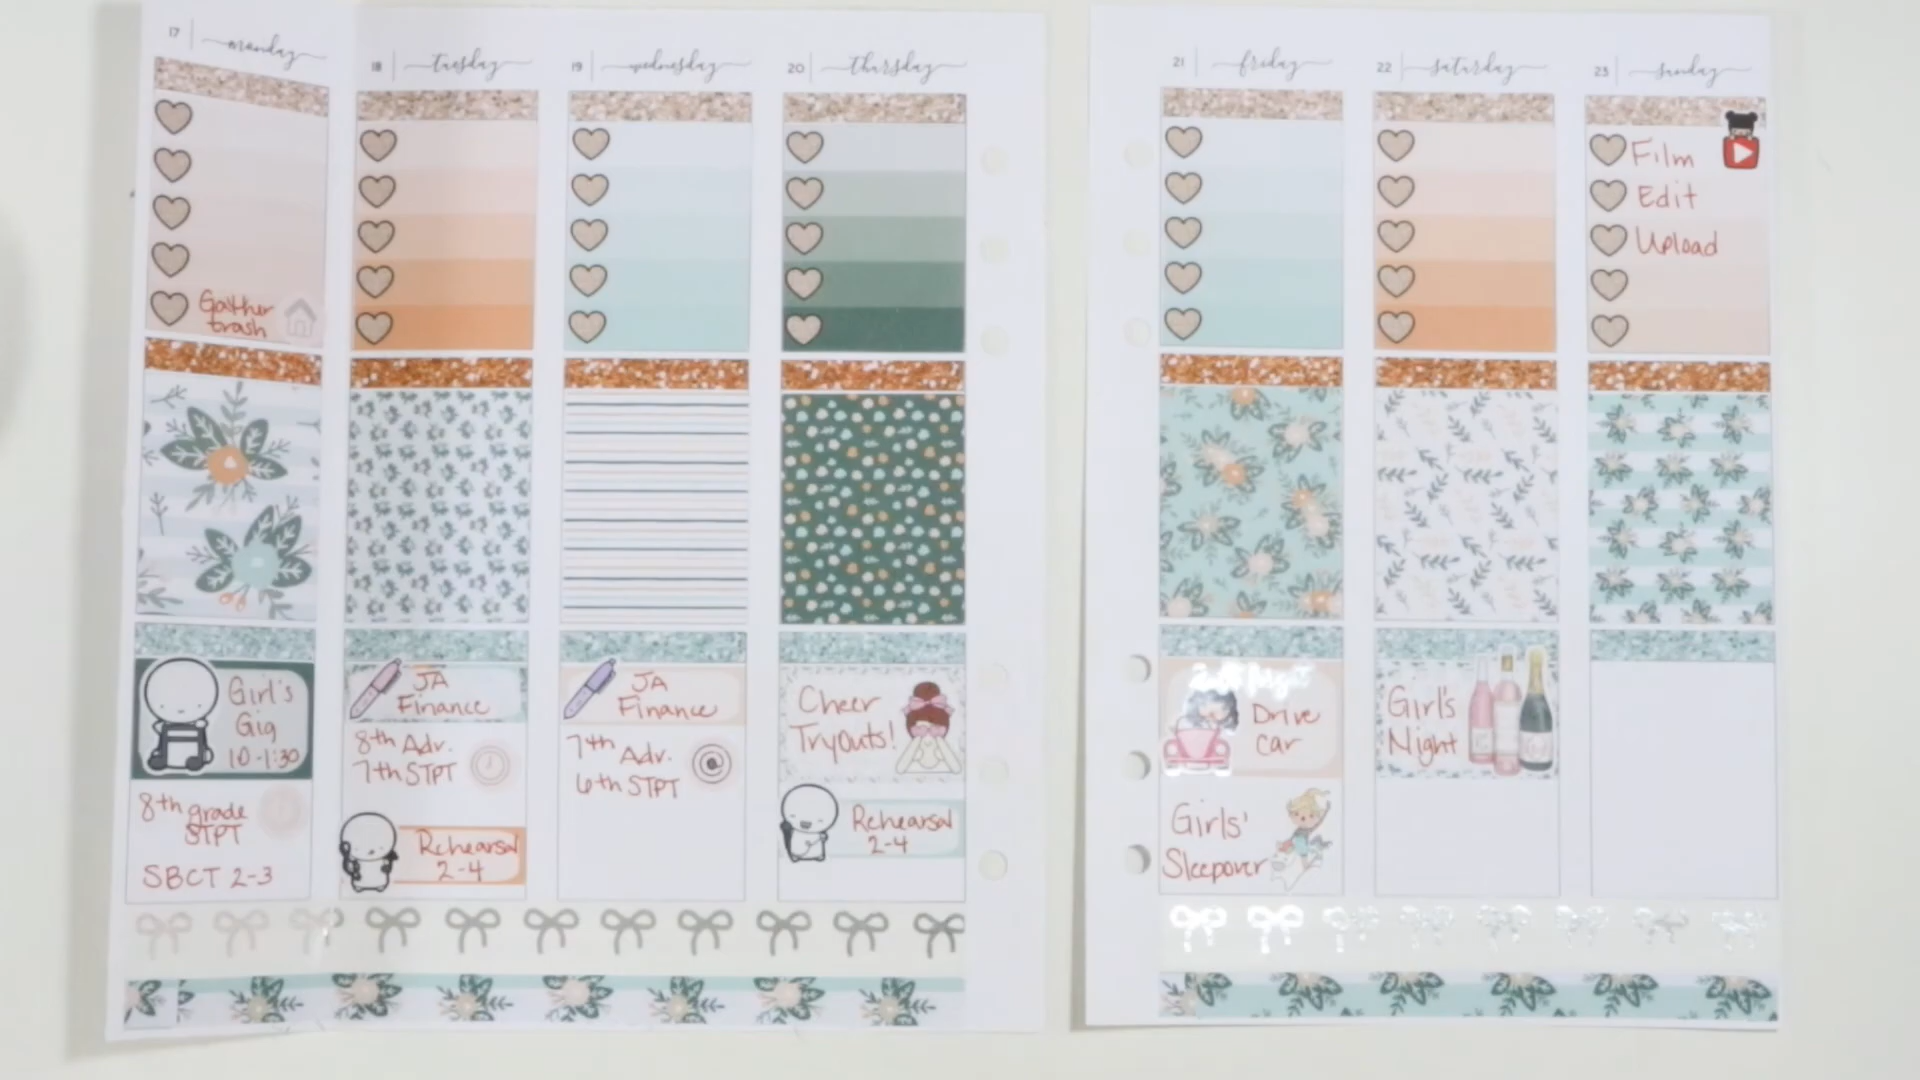 17 monday
Gather
trash
Girl's
Gig
10-1:30
8th grade
STPT
SBCT 2-3
18 tuesday
JA
Finance
8th Adv.
7th STPT
Rehearsal
2-4
19 wednesday
JA
Finance
7th Adv.
6th STPT
20 thursday
Cheer
Tryouts!
Rehearsal
2-4
21 friday
Drive
car
Girls'
Sleepover
22 saturday
Girl's
Night
23 sunday
Film
Edit
Upload